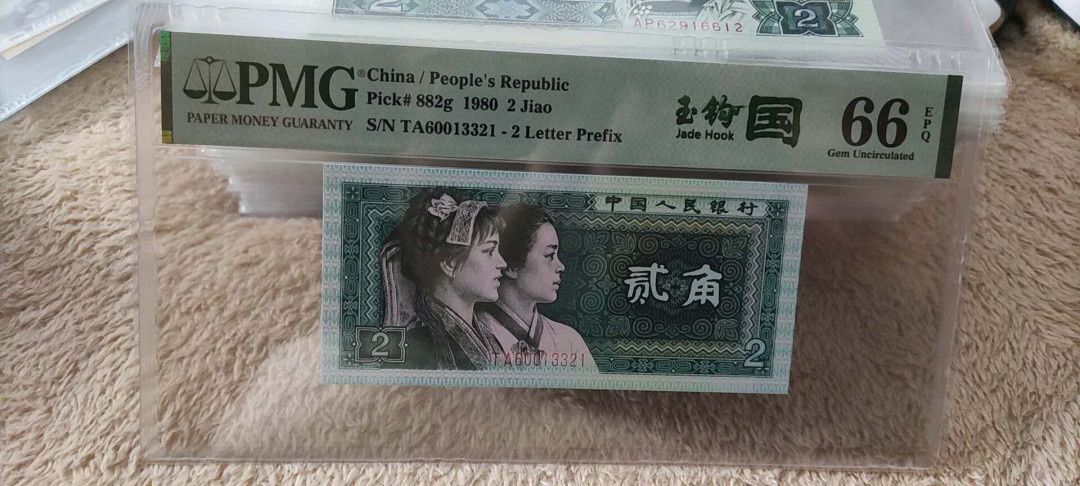 2
AP62916612
2
PMG®
PAPER MONEY GUARANTY
China / People's Republic
Pick# 882g 1980 2 Jiao
S/N TA60013321 - 2 Letter Prefix
玉钩国
Jade Hook
66
EPQ
Gem Uncirculated
中国人民银行
贰角
2
TA60013321
2